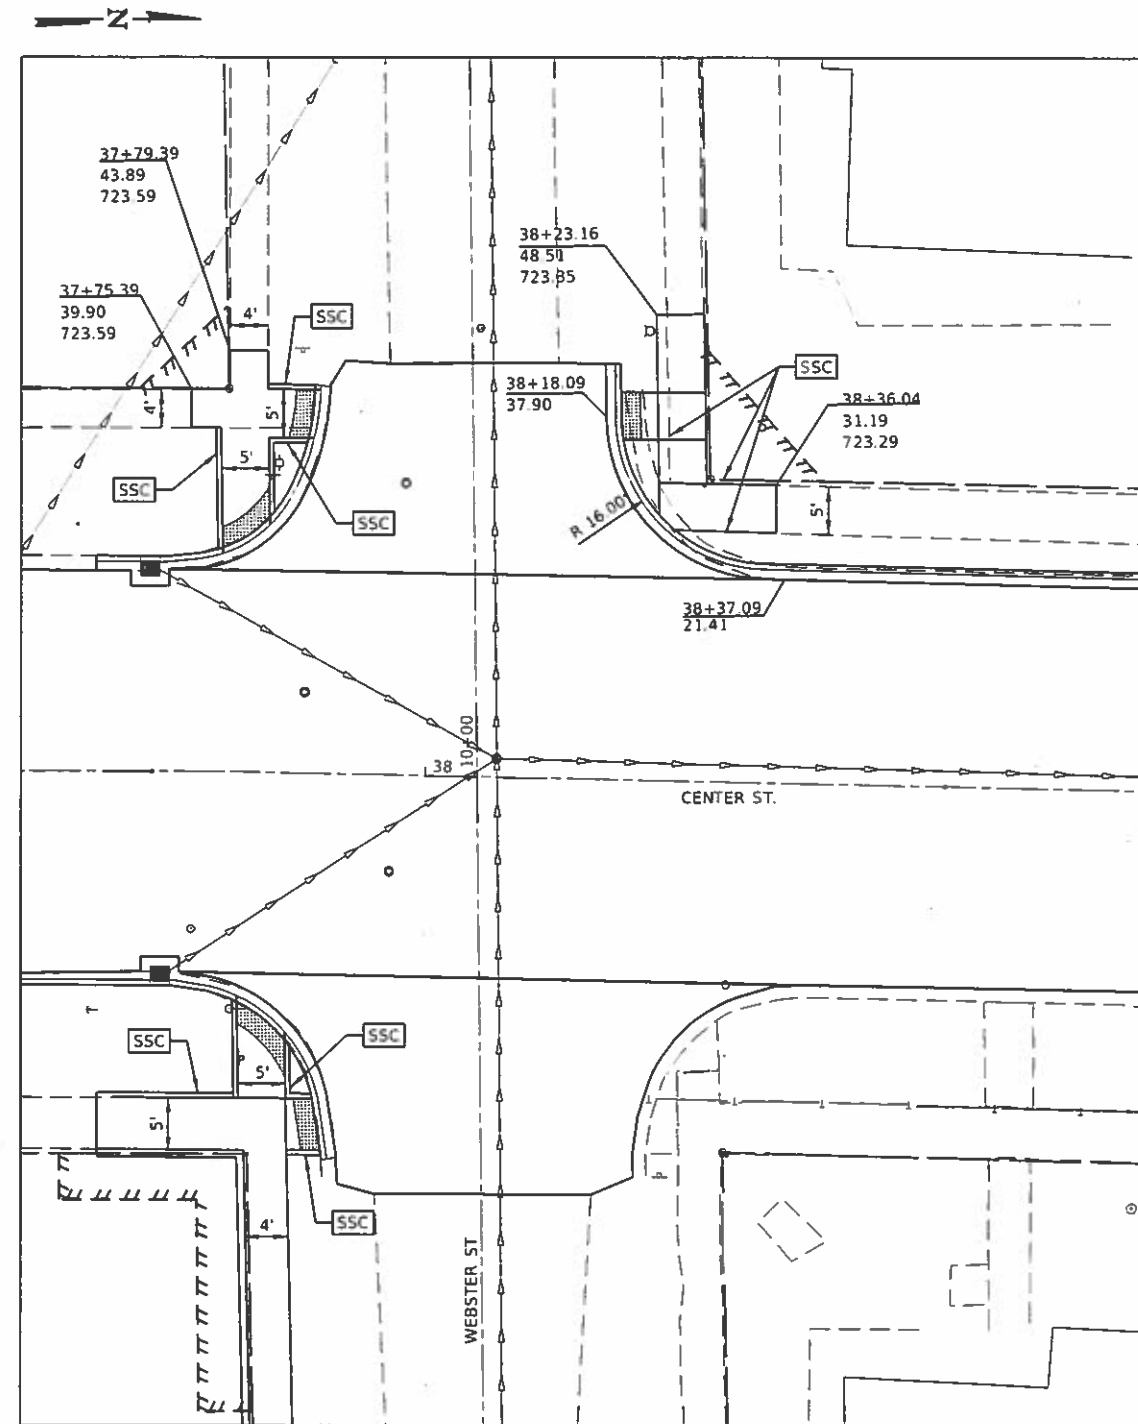 N
37+79.39
43.89
723.59
38+23.16
48.51
723.85
37+75.39
39.90
723.59
4'
SSC
SSC
38+18.09
37.90
38+36.04
31.19
723.29
4'
5'
5'
SSC
SSC
R 16.00'
5'
38+37.09
21.41
10+00
38
CENTER ST.
SSC
SSC
5'
5'
4'
SSC
WEBSTER ST